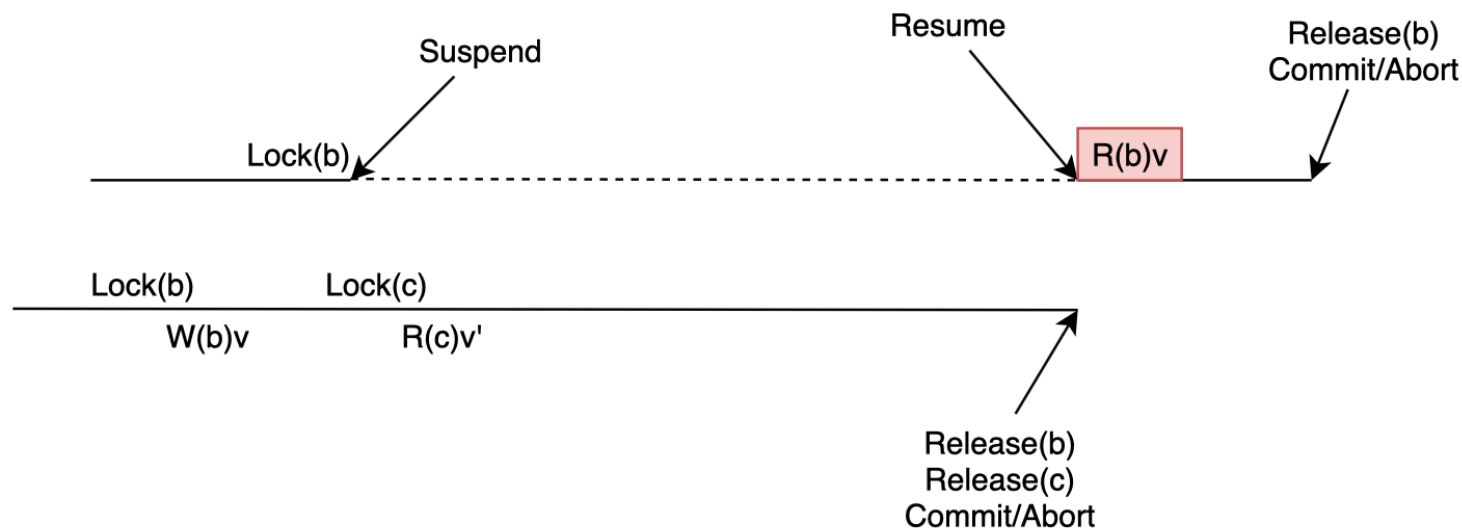 Resume
Release(b)
Commit/Abort
Suspend
Lock(b)
R(b)v
Lock(b)
Lock(c)
W(b)v
R(c)v'
Release(b)
Release(c)
Commit/Abort